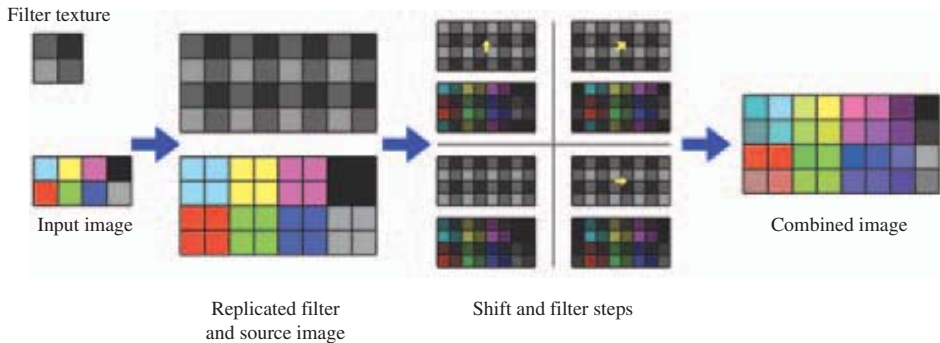 Filter texture
Input image
Replicated filter
and source image
Shift and filter steps
Combined image